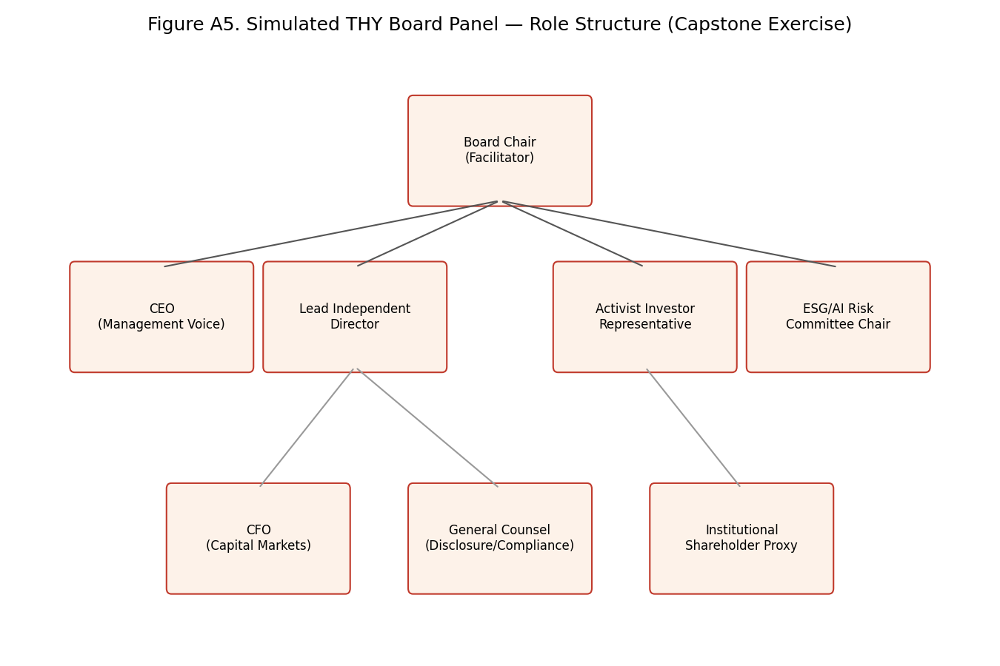 Figure A5. Simulated THY Board Panel — Role Structure (Capstone Exercise)
Board Chair
(Facilitator)
CEO
(Management Voice)
Lead Independent
Director
Activist Investor
Representative
ESG/AI Risk
Committee Chair
CFO
(Capital Markets)
General Counsel
(Disclosure/Compliance)
Institutional
Shareholder Proxy